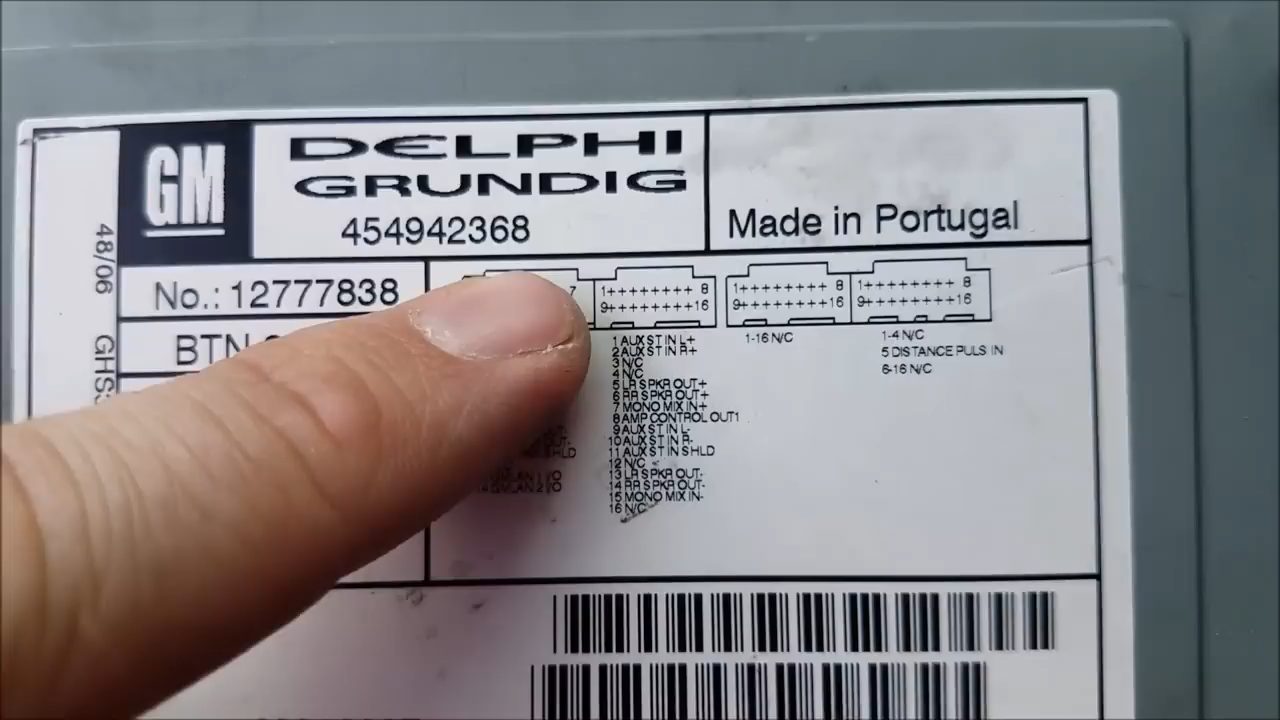 GM
DELPHI
GRUNDIG
454942368
Made in Portugal
48/06
No.: 12777838
BTN
7
1+++++++ 8
9+++++++16
1+++++++ 8
9+++++++16
1+++++++ 8
9+++++++16
1 AUX ST IN L+
2 AUX ST IN R+
3 N/C
4 N/C
5 LR SPKR OUT+
6 RR SPKR OUT+
7 MONO MIX IN+
8 AMP CONTROL OUT1
9 AUX ST IN L-
10 AUX ST IN R-
11 AUX ST IN SHLD
12 N/C
13 LR SPKR OUT-
14 RR SPKR OUT-
15 MONO MIX IN-
16 N/C
1-16 N/C
1-4 N/C
5 DISTANCE PULS IN
6-16 N/C